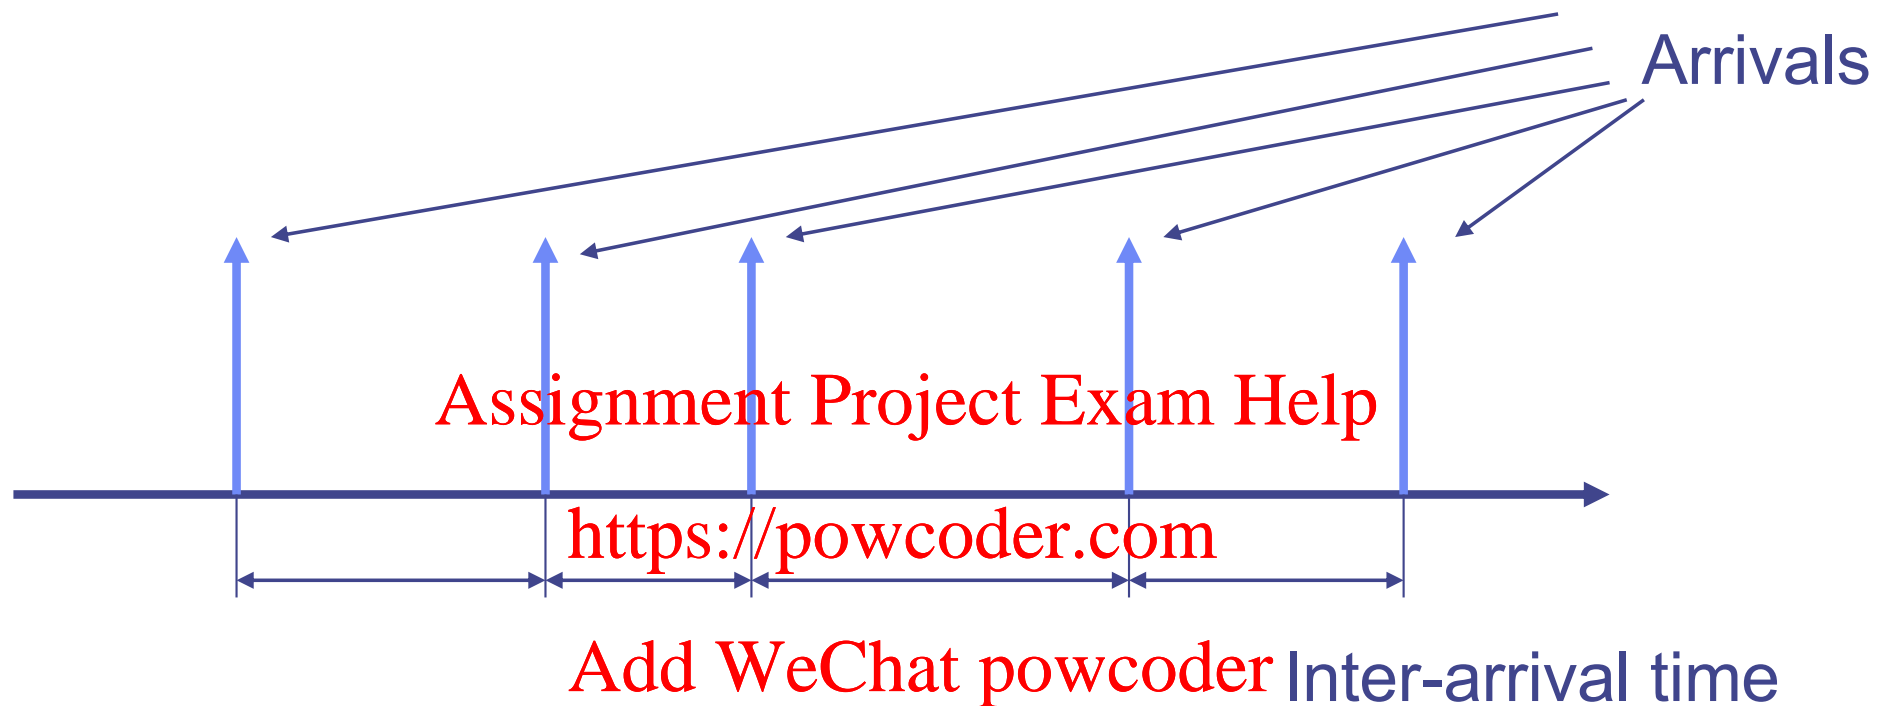 Arrivals
Assignment Project Exam Help
https://powcoder.com
Add WeChat powcoder
Inter-arrival time